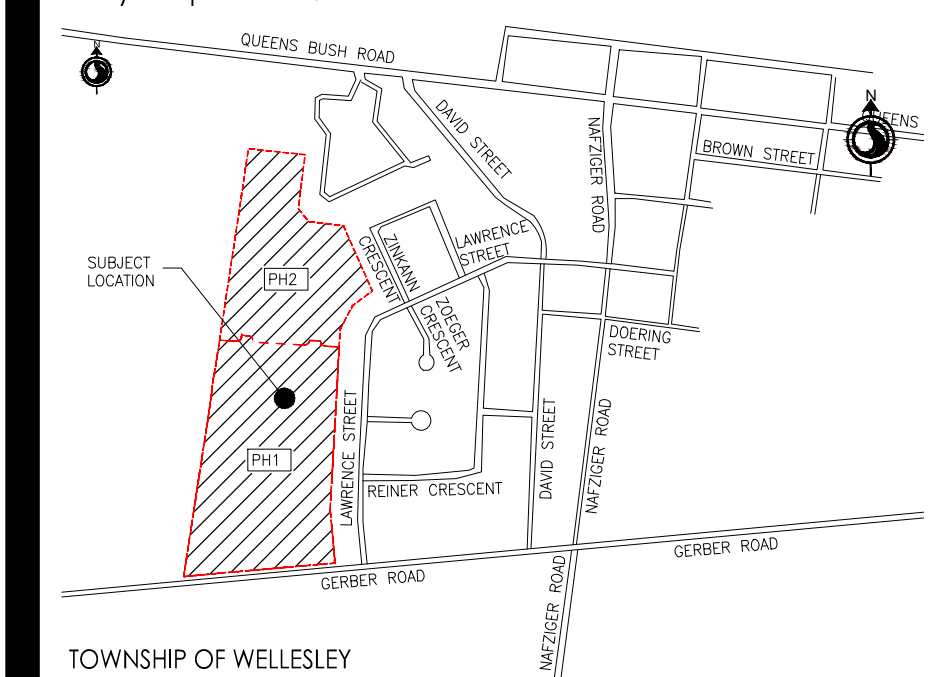 QUEENS BUSH ROAD
N
N
QUEENS
DAVID STREET
NAFZIGER ROAD
BROWN STREET
LAWRENCE
STREET
ZINKANN
CRESCENT
SUBJECT
LOCATION
PH2
ZOEGER
CRESCENT
DOERING
STREET
LAWRENCE STREET
DAVID STREET
NAFZIGER ROAD
PH1
REINER CRESCENT
GERBER ROAD
GERBER ROAD
NAFZIGER ROAD
TOWNSHIP OF WELLESLEY